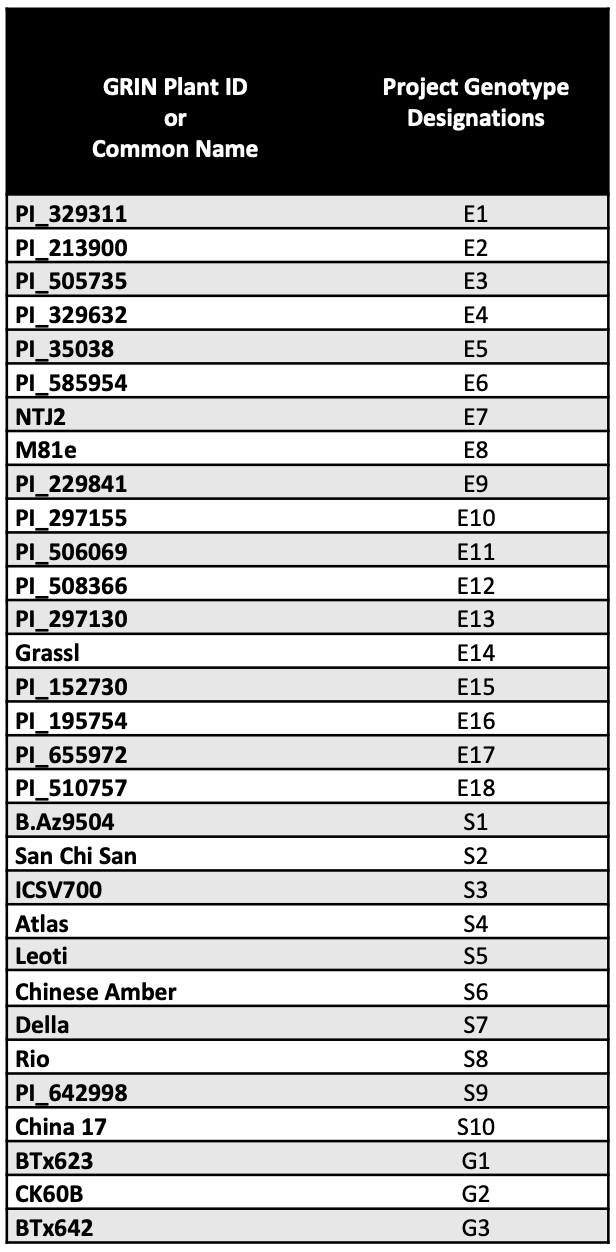 GRIN Plant ID
or
Common Name
Project Genotype
Designations
PI_329311 E1
PI_213900 E2
PI_505735 E3
PI_329632 E4
PI_35038 E5
PI_585954 E6
NTJ2 E7
M81e E8
PI_229841 E9
PI_297155 E10
PI_506069 E11
PI_508366 E12
PI_297130 E13
Grassl E14
PI_152730 E15
PI_195754 E16
PI_655972 E17
PI_510757 E18
B.Az9504 S1
San Chi San S2
ICSV700 S3
Atlas S4
Leoti S5
Chinese Amber S6
Della S7
Rio S8
PI_642998 S9
China 17 S10
BTx623 G1
CK60B G2
BTx642 G3